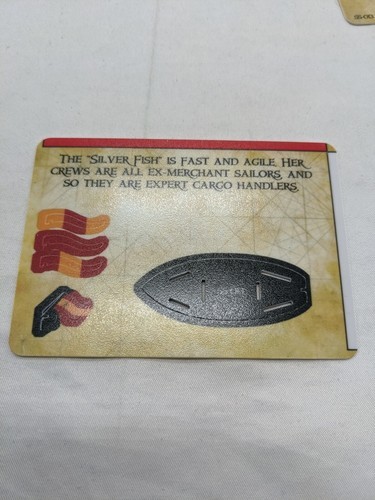 THE "SILVER FISH" IS FAST AND AGILE. HER
CREWS ARE ALL EX-MERCHANT SAILORS, AND
SO THEY ARE EXPERT CARGO HANDLERS.